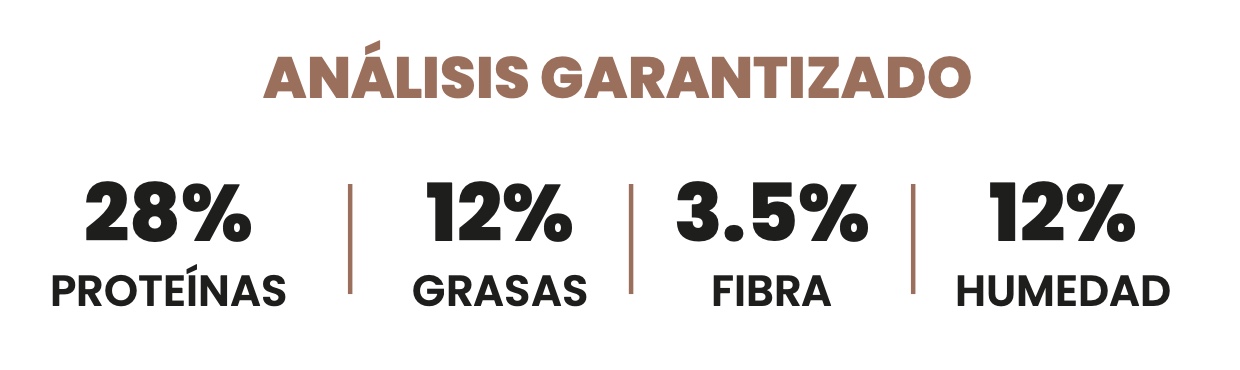 ANÁLISIS GARANTIZADO
28% 12% 3.5% 12%
PROTEÍNAS GRASAS FIBRA HUMEDAD